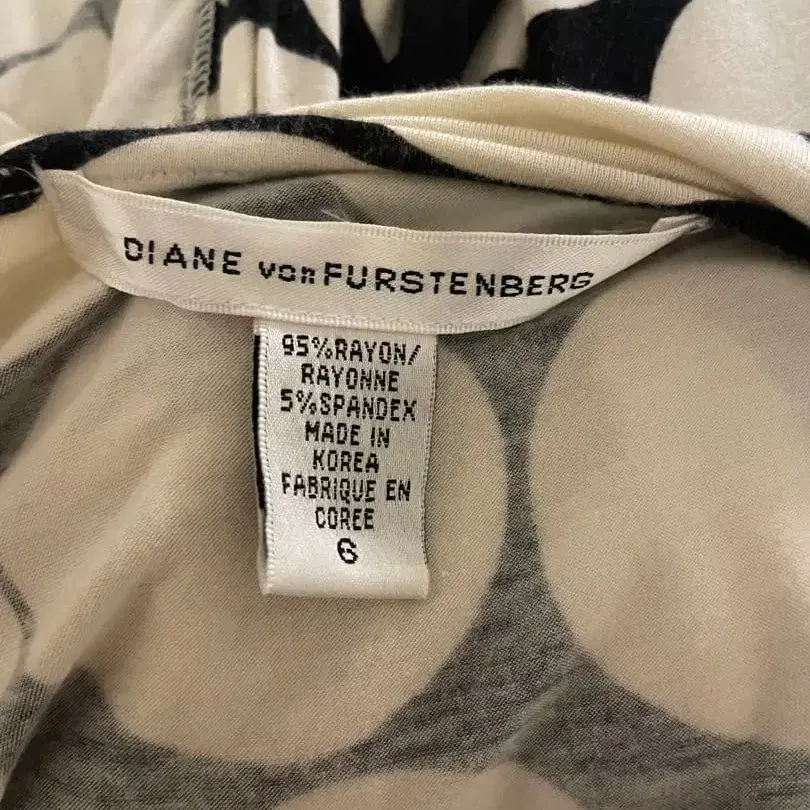 DIANE von FURSTENBERG
95%RAYON/
RAYONNE
5%SPANDEX
MADE IN
KOREA
FABRIQUE EN
COREE
6